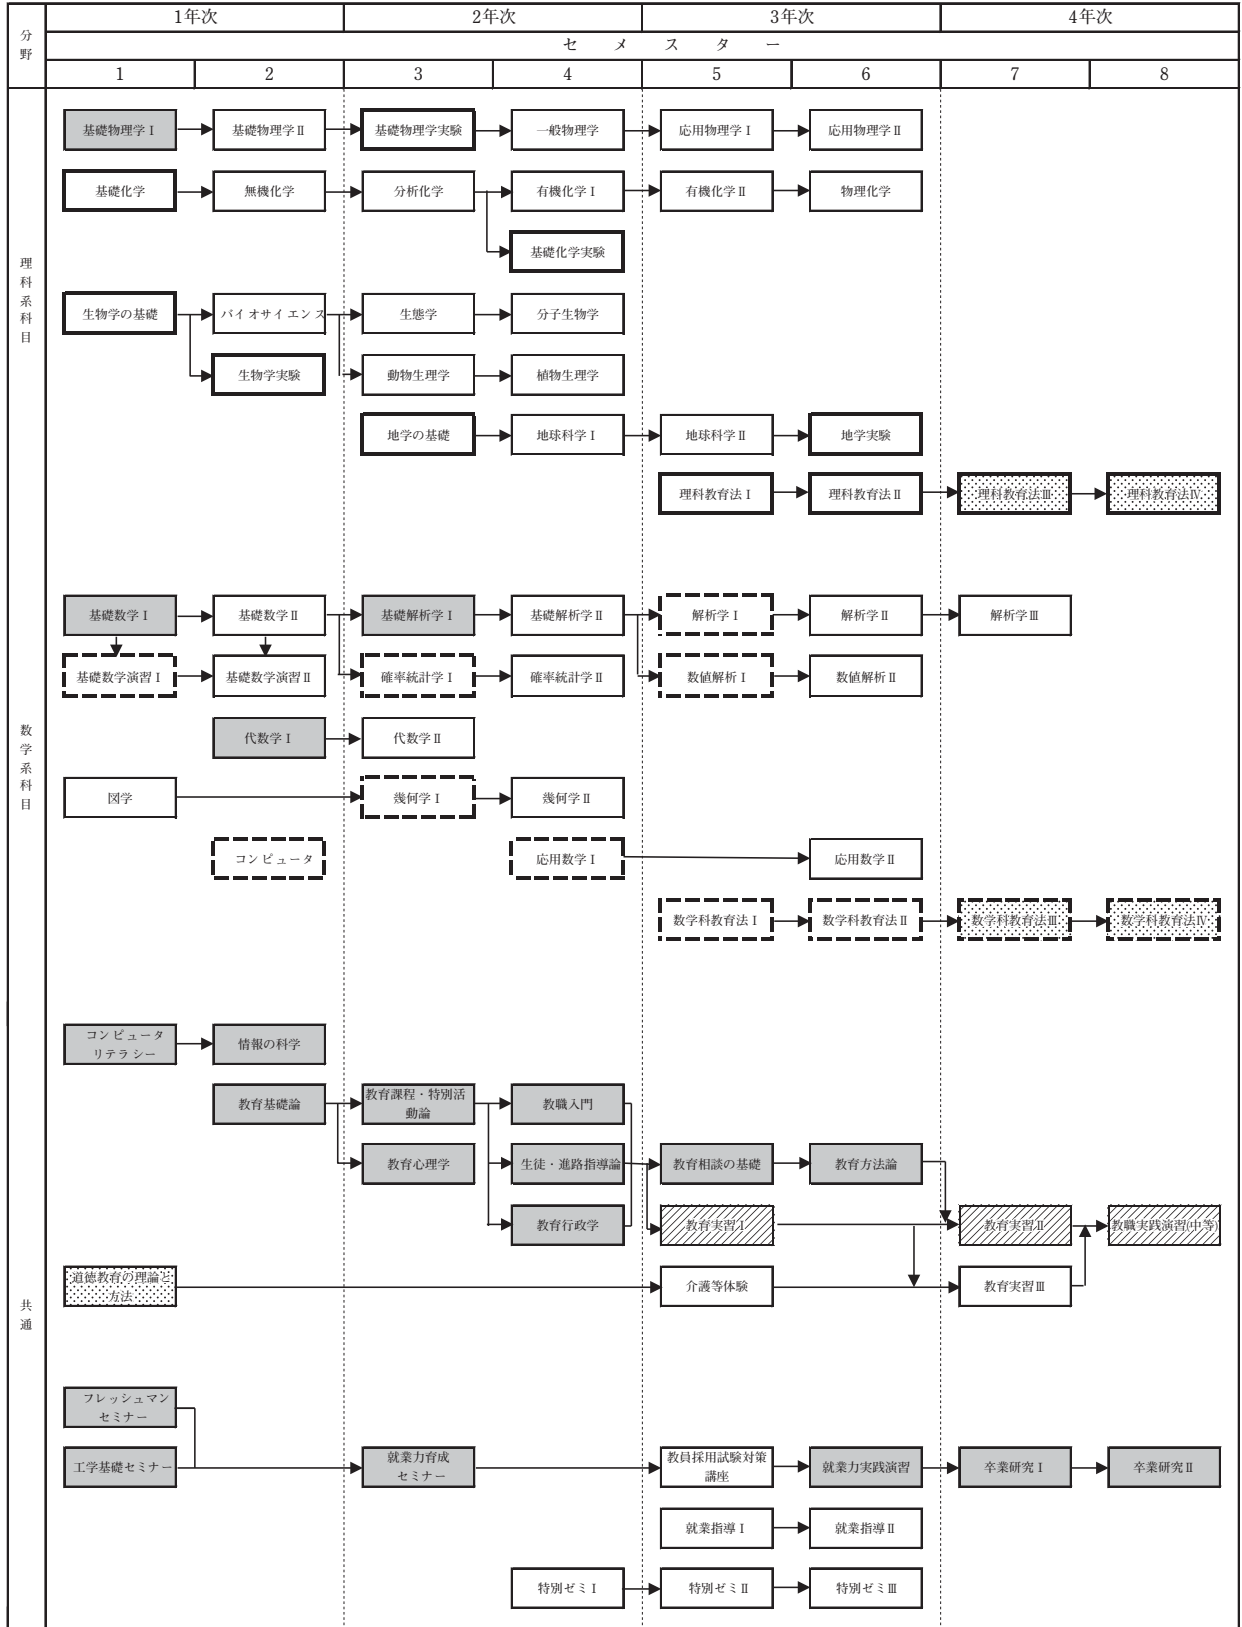 分野
1年次 2年次 3年次 4年次
セメスター
1 2 3 4 5 6 7 8
理科系科目
基礎物理学Ⅰ 基礎物理学Ⅱ 基礎物理学実験 一般物理学 応用物理学Ⅰ 応用物理学Ⅱ
基礎化学 無機化学 分析化学 有機化学Ⅰ 有機化学Ⅱ 物理化学
基礎化学実験
生物学の基礎 バイオサイエンス 生態学 分子生物学
生物学実験 動物生理学 植物生理学
地学の基礎 地球科学Ⅰ 地球科学Ⅱ 地学実験
理科教育法Ⅰ 理科教育法Ⅱ 理科教育法Ⅲ 理科教育法Ⅳ
数学系科目
基礎数学Ⅰ 基礎数学Ⅱ 基礎解析学Ⅰ 基礎解析学Ⅱ 解析学Ⅰ 解析学Ⅱ 解析学Ⅲ
基礎数学演習Ⅰ 基礎数学演習Ⅱ 確率統計学Ⅰ 確率統計学Ⅱ 数値解析Ⅰ 数値解析Ⅱ
代数学Ⅰ 代数学Ⅱ
図学 幾何学Ⅰ 幾何学Ⅱ
コンピュータ 応用数学Ⅰ 応用数学Ⅱ
数学科教育法Ⅰ 数学科教育法Ⅱ 数学科教育法Ⅲ 数学科教育法Ⅳ
共通
コンピュータ
リテラシー 情報の科学
教育基礎論 教育課程・特別活
動論 教職入門
教育心理学 生徒・進路指導論 教育相談の基礎 教育方法論
教育行政学 教育実習Ⅰ 教育実習Ⅱ 教職実践演習(中等)
道徳教育の理論と
方法 介護等体験 教育実習Ⅲ
フレッシュマン
セミナー
工学基礎セミナー 就業力育成
セミナー 教員採用試験対策
講座 就業力実践演習 卒業研究Ⅰ 卒業研究Ⅱ
就業指導Ⅰ 就業指導Ⅱ
特別ゼミⅠ 特別ゼミⅡ 特別ゼミⅢ